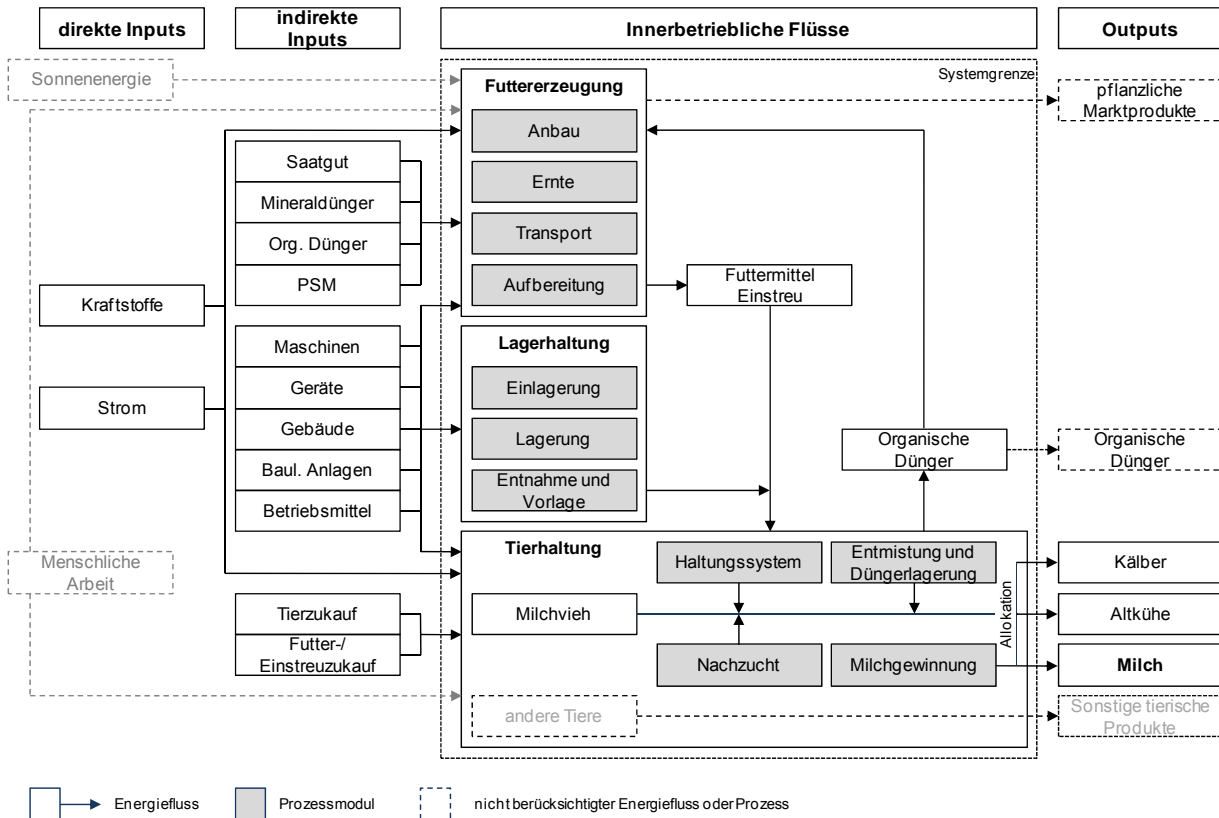 direkte Inputs
indirekte
Inputs
Innerbetriebliche Flüsse
Outputs
Sonnenenergie
Systemgrenze
Futtererzeugung
Anbau
Ernte
Transport
Aufbereitung
pflanzliche
Marktprodukte
Saatgut
Mineraldünger
Org. Dünger
PSM
Kraftstoffe
Strom
Futtermittel
Einstreu
Maschinen
Geräte
Gebäude
Baul. Anlagen
Betriebsmittel
Lagerhaltung
Einlagerung
Lagerung
Entnahme und
Vorlage
Organische
Dünger
Organische
Dünger
Menschliche
Arbeit
Tierhaltung
Haltungssystem
Entmistung und
Düngerlagerung
Tierzukauf
Futter-/
Einstreuzukauf
Milchvieh
Nachzucht
Milchgewinnung
Allokation
Kälber
Altkühe
Milch
andere Tiere
Sonstige tierische
Produkte
Energiefluss
Prozessmodul
nicht berücksichtigter Energiefluss oder Prozess